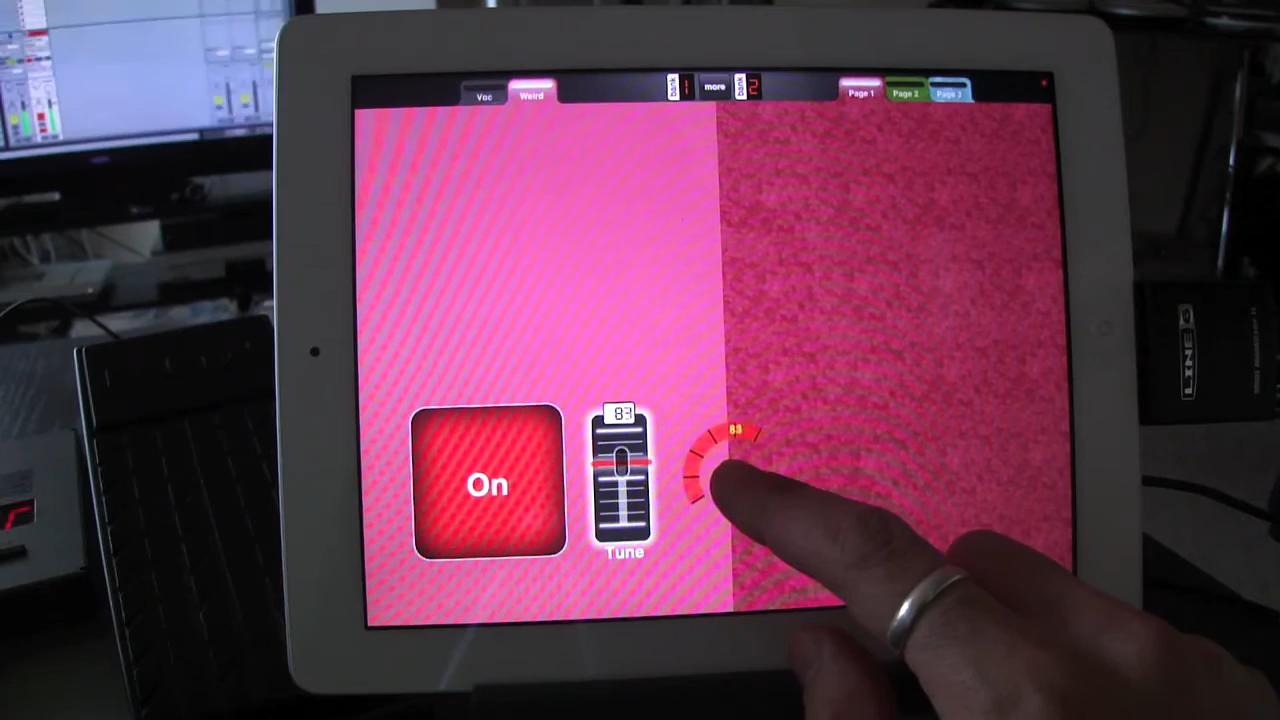 Voc
Weird
bank 1
more
bank 2
Page 1
Page 2
Page 3
83
83
On
Tune
LINE 6